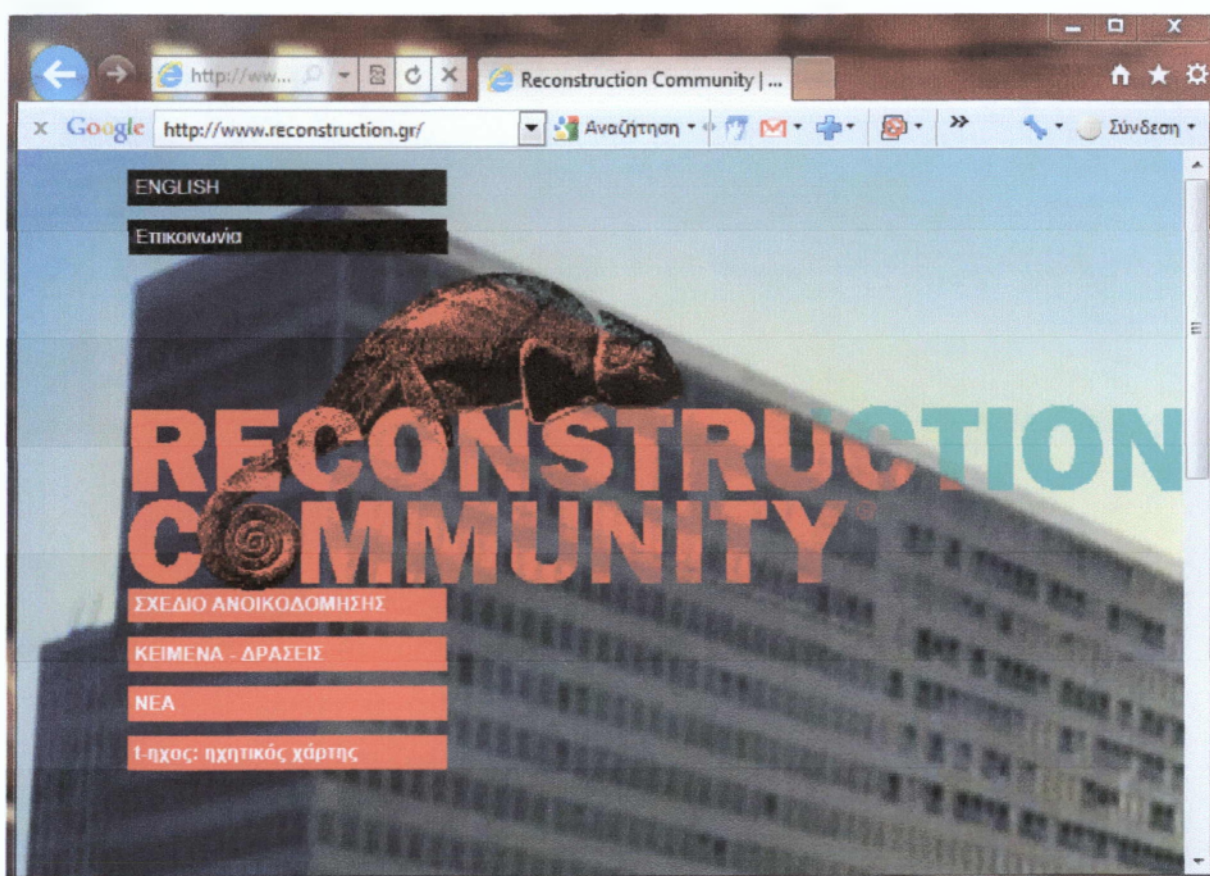 http://ww...
Reconstruction Community | ...
x Google http://www.reconstruction.gr/ Αναζήτηση Σύνδεση
ENGLISH
Επικοινωνία
RECONSTRUCTION
COMMUNITY
ΣΧΕΔΙΟ ΑΝΟΙΚΟΔΟΜΗΣΗΣ
ΚΕΙΜΕΝΑ - ΔΡΑΣΕΙΣ
ΝΕΑ
t-ηχος: ηχητικός χάρτης